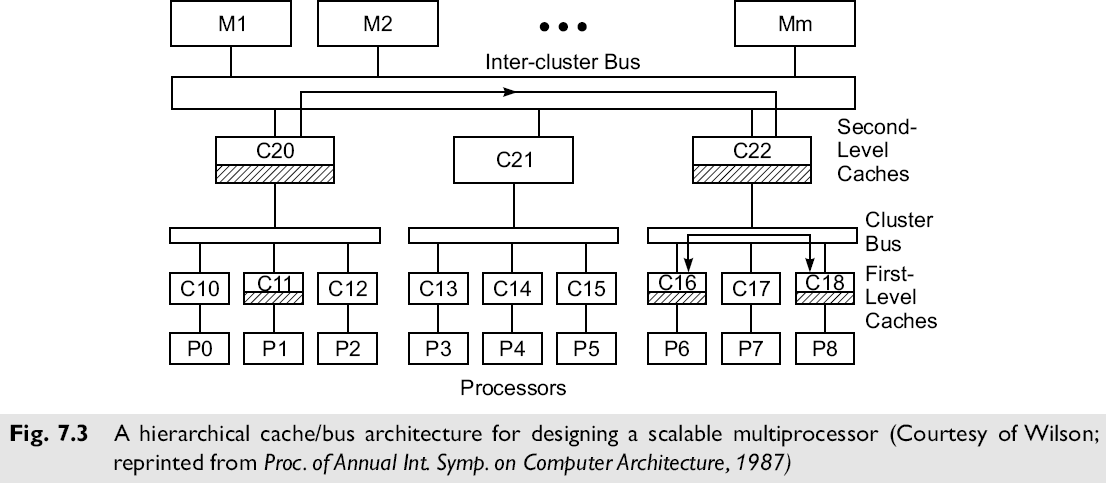 M1 M2 ••• Mm
Inter-cluster Bus
C20 C21 C22
Second-
Level
Caches
Cluster
Bus
C10 C11 C12 C13 C14 C15 C16 C17 C18
First-
Level
Caches
P0 P1 P2 P3 P4 P5 P6 P7 P8
Processors
Fig. 7.3 A hierarchical cache/bus architecture for designing a scalable multiprocessor (Courtesy of Wilson;
reprinted from Proc. of Annual Int. Symp. on Computer Architecture, 1987)